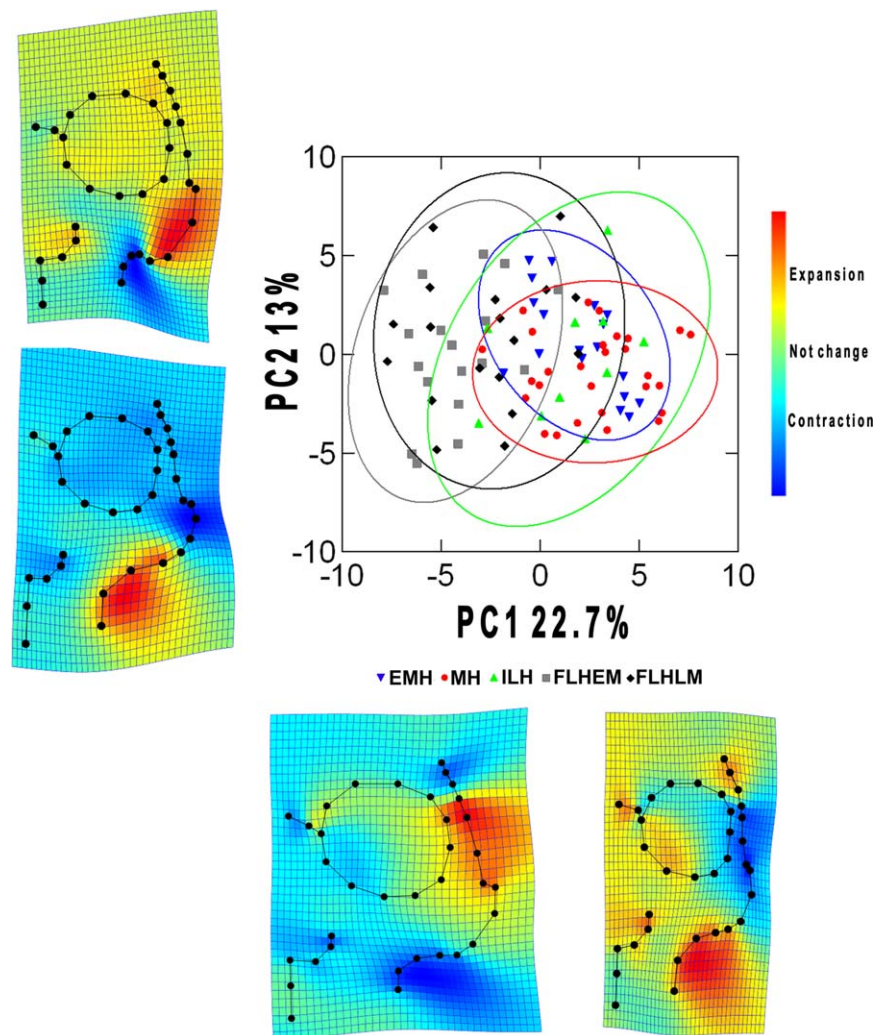 10
5
0
-5
-10
PC2 13%
-10
-5
0
5
10
PC1 22.7%
Expansion
Not change
Contraction
EMH MH ILH FLHEM FLHLM